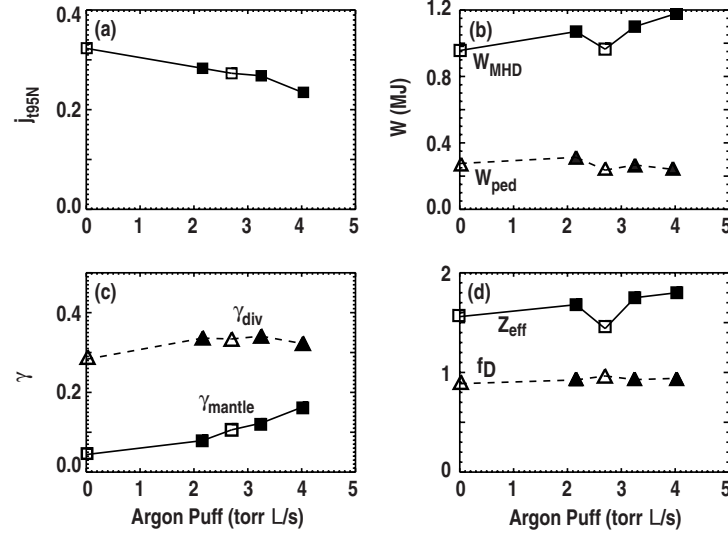 (a)
0.4
0.2
0.0
j_t95N
0 1 2 3 4 5
(b)
1.2
0.8
0.4
0.0
W (MJ)
W_MHD
W_ped
0 1 2 3 4 5
(c)
0.4
0.2
0.0
γ
γ_div
γ_mantle
0 1 2 3 4 5
Argon Puff (torr L/s)
(d)
2
1
0
Z_eff
f_D
0 1 2 3 4 5
Argon Puff (torr L/s)